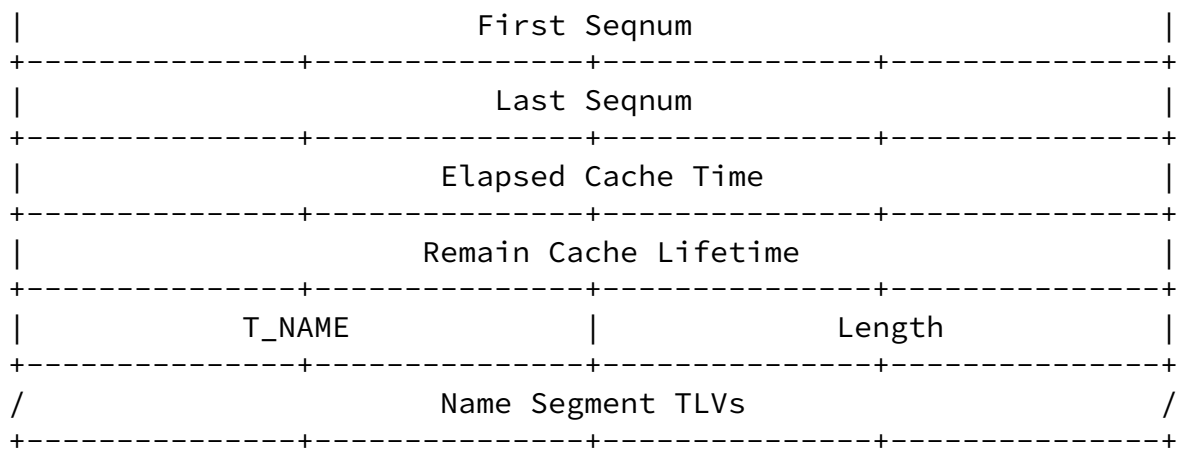 | First Seqnum |
+---------------+---------------+---------------+---------------+
| Last Seqnum |
+---------------+---------------+---------------+---------------+
| Elapsed Cache Time |
+---------------+---------------+---------------+---------------+
| Remain Cache Lifetime |
+---------------+---------------+---------------+---------------+
| T_NAME | Length |
+---------------+---------------+---------------+---------------+
/ Name Segment TLVs /
+---------------+---------------+---------------+---------------+